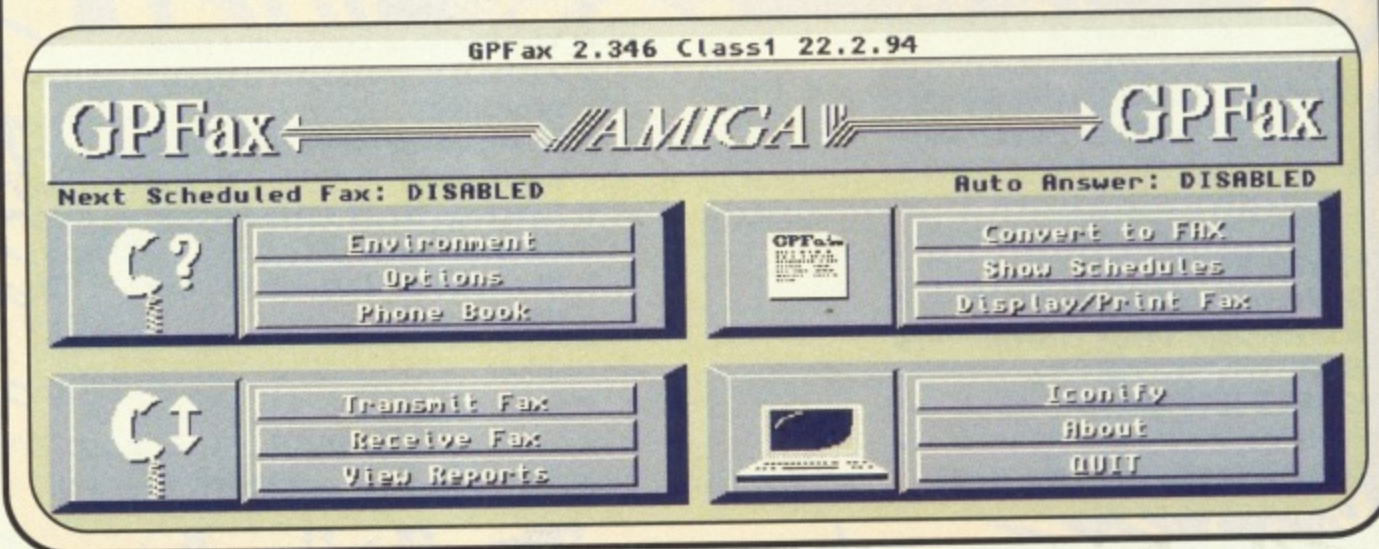 GPFax 2.346 Class1 22.2.94
GPFax AMIGA GPFax
Next Scheduled Fax: DISABLED
Auto Answer: DISABLED
Environment
Options
Phone Book
GPFax
Convert to FAX
Show Schedules
Display/Print Fax
Transmit Fax
Receive Fax
View Reports
Iconify
About
QUIT